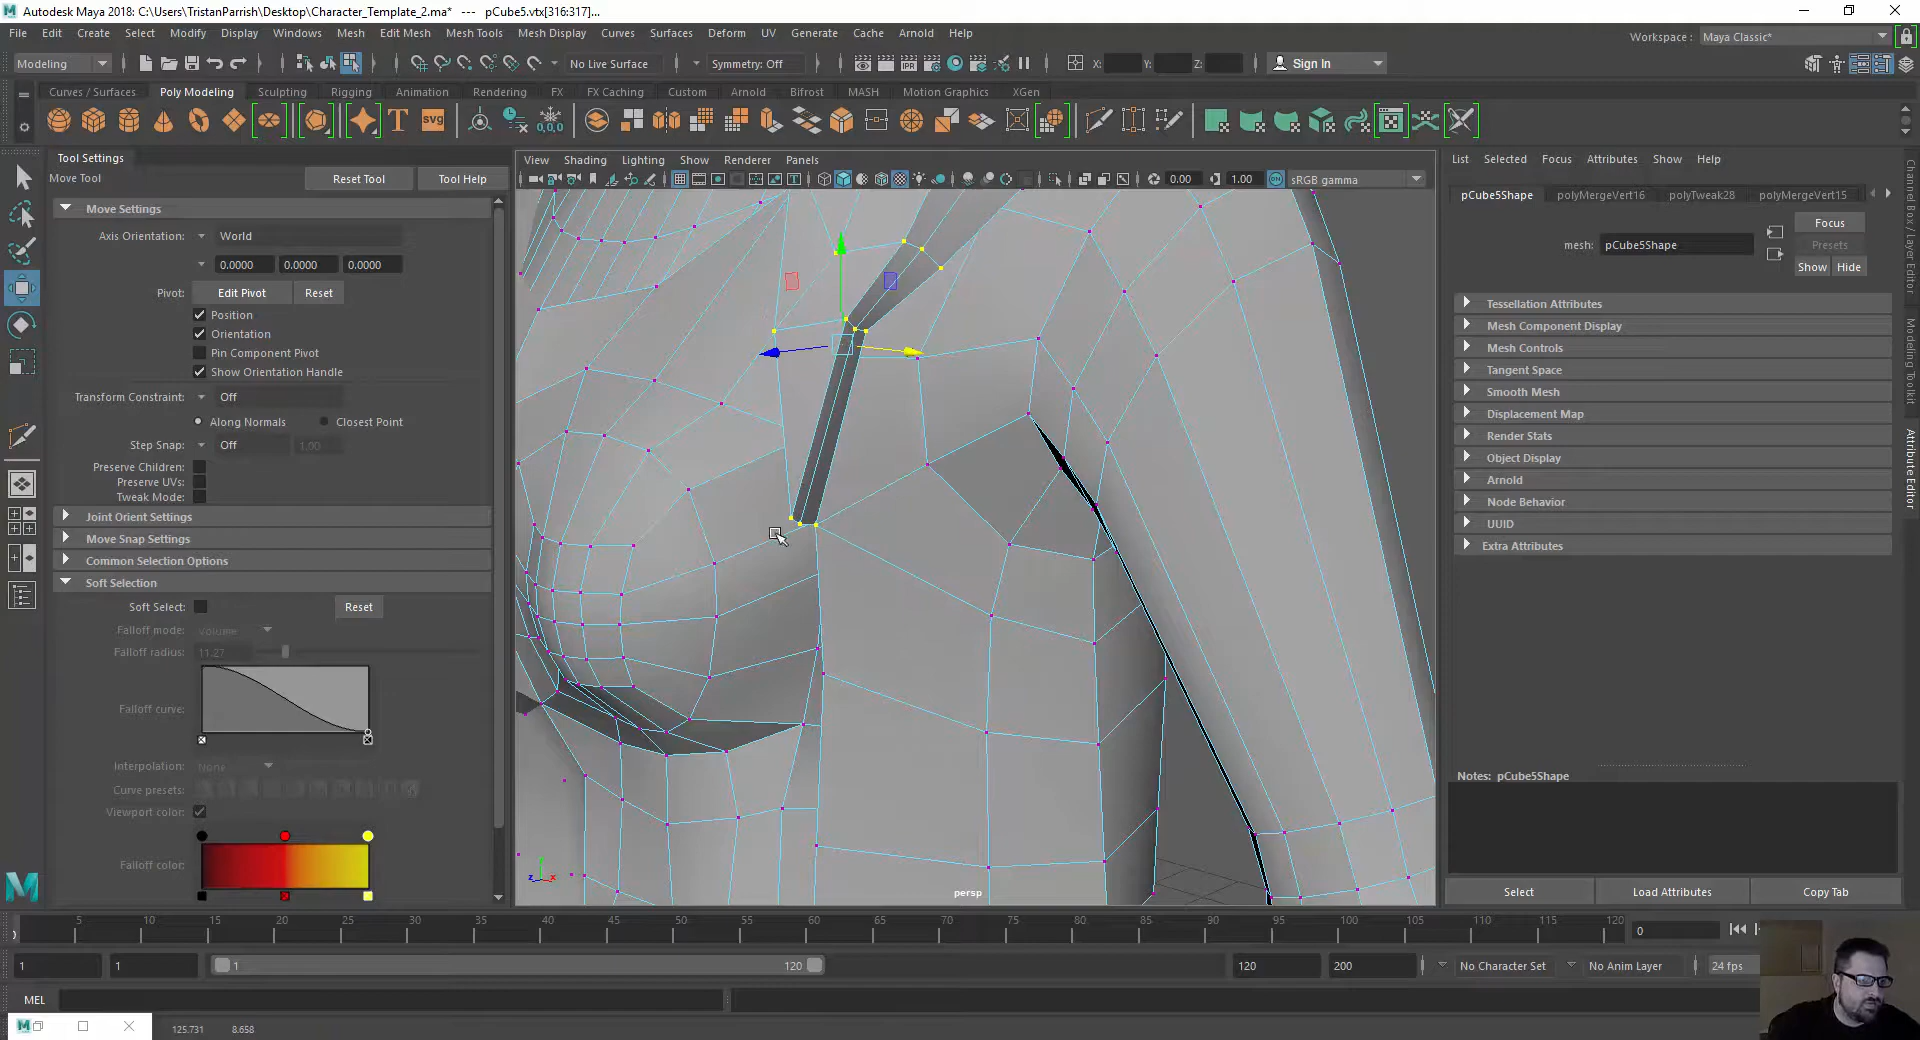 Autodesk Maya 2018: C:\Users\TristanParrish\Desktop\Character_Template_2.ma* --- pCube5.vtx[316:317]...
File Edit Create Select Modify Display Windows Mesh Edit Mesh Mesh Tools Mesh Display Curves Surfaces Deform UV Generate Cache Arnold Help
Workspace : Maya Classic*
Modeling
No Live Surface
Symmetry: Off
X:
Y:
Z:
Sign In
Curves / Surfaces Poly Modeling Sculpting Rigging Animation Rendering FX FX Caching Custom Arnold Bifrost MASH Motion Graphics XGen
T
svg
0,0,0
Tool Settings
Move Tool
Reset Tool
Tool Help
Move Settings
Axis Orientation: World
0.0000 0.0000 0.0000
Pivot: Edit Pivot Reset
Position
Orientation
Pin Component Pivot
Show Orientation Handle
Transform Constraint: Off
Along Normals Closest Point
Step Snap: Off 1.00
Preserve Children:
Preserve UVs:
Tweak Mode:
Joint Orient Settings
Move Snap Settings
Common Selection Options
Soft Selection
Soft Select: Reset
Falloff mode: Volume
Falloff radius: 11.27
Falloff curve:
Interpolation: None
Curve presets:
Viewport color:
Falloff color:
View Shading Lighting Show Renderer Panels
0.00 1.00 sRGB gamma
persp
List Selected Focus Attributes Show Help
pCube5Shape polyMergeVert16 polyTweak28 polyMergeVert15
Focus
mesh: pCube5Shape
Presets
Show Hide
Tessellation Attributes
Mesh Component Display
Mesh Controls
Tangent Space
Smooth Mesh
Displacement Map
Render Stats
Object Display
Arnold
Node Behavior
UUID
Extra Attributes
Notes: pCube5Shape
Select Load Attributes Copy Tab
Channel Box / Layer Editor
Modeling Toolkit
Attribute Editor
5 10 15 20 25 30 35 40 45 50 55 60 65 70 75 80 85 90 95 100 105 110 115 120
0
1 1 1 120 120 200
No Character Set
No Anim Layer
24 fps
MEL
125.731 8.658